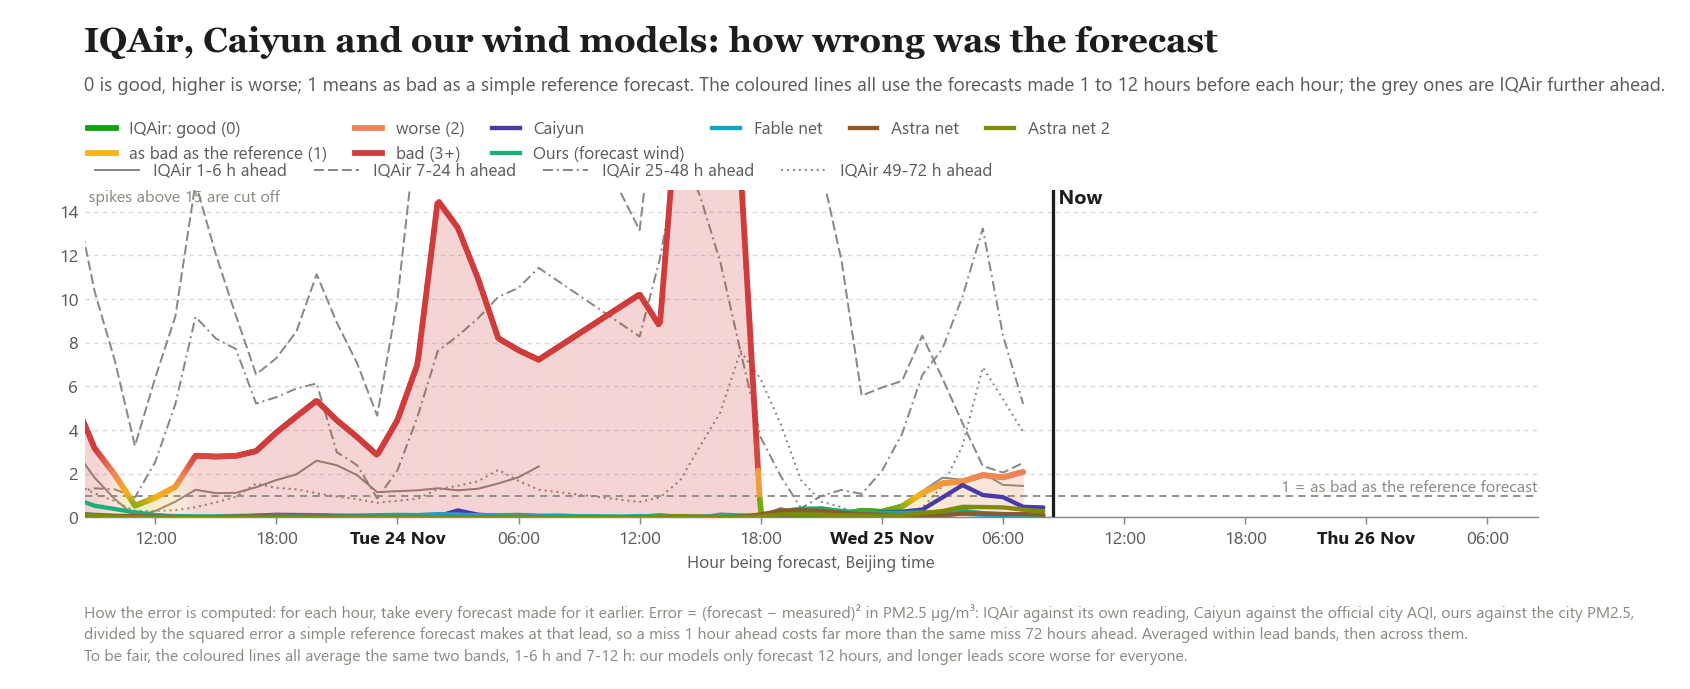 IQAir, Caiyun and our wind models: how wrong was the forecast
0 is good, higher is worse; 1 means as bad as a simple reference forecast. The coloured lines all use the forecasts made 1 to 12 hours before each hour; the grey ones are IQAir further ahead.
IQAir: good (0) worse (2) Caiyun Fable net Astra net Astra net 2
as bad as the reference (1) bad (3+) Ours (forecast wind)
IQAir 1-6 h ahead IQAir 7-24 h ahead IQAir 25-48 h ahead IQAir 49-72 h ahead
spikes above 15 are cut off
Now
14
12
10
8
6
4
2
0
1 = as bad as the reference forecast
12:00 18:00 Tue 24 Nov 06:00 12:00 18:00 Wed 25 Nov 06:00 12:00 18:00 Thu 26 Nov 06:00
Hour being forecast, Beijing time
How the error is computed: for each hour, take every forecast made for it earlier. Error = (forecast − measured)² in PM2.5 µg/m³: IQAir against its own reading, Caiyun against the official city AQI, ours against the city PM2.5,
divided by the squared error a simple reference forecast makes at that lead, so a miss 1 hour ahead costs far more than the same miss 72 hours ahead. Averaged within lead bands, then across them.
To be fair, the coloured lines all average the same two bands, 1-6 h and 7-12 h: our models only forecast 12 hours, and longer leads score worse for everyone.